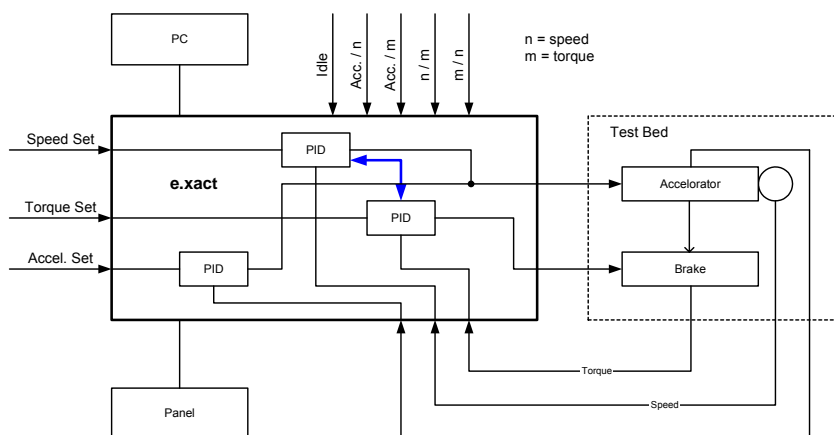 PC
Idle
Acc. / n
Acc. / m
n / m
m / n
n = speed
m = torque
Speed Set
PID
Test Bed
e.xact
Accelorator
Torque Set
PID
Accel. Set
PID
Brake
Torque
Panel
Speed